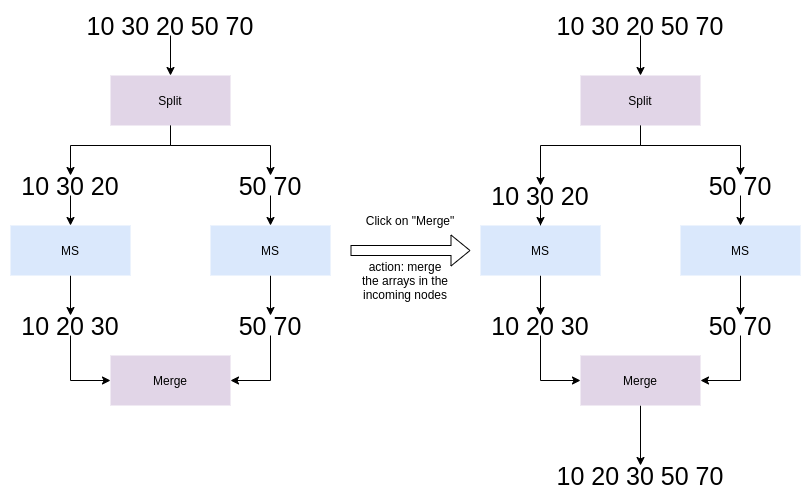 10 30 20 50 70
Split
10 30 20
50 70
MS
MS
10 20 30
50 70
Merge
Click on "Merge"
action: merge
the arrays in the
incoming nodes
10 30 20 50 70
Split
10 30 20
50 70
MS
MS
10 20 30
50 70
Merge
10 20 30 50 70